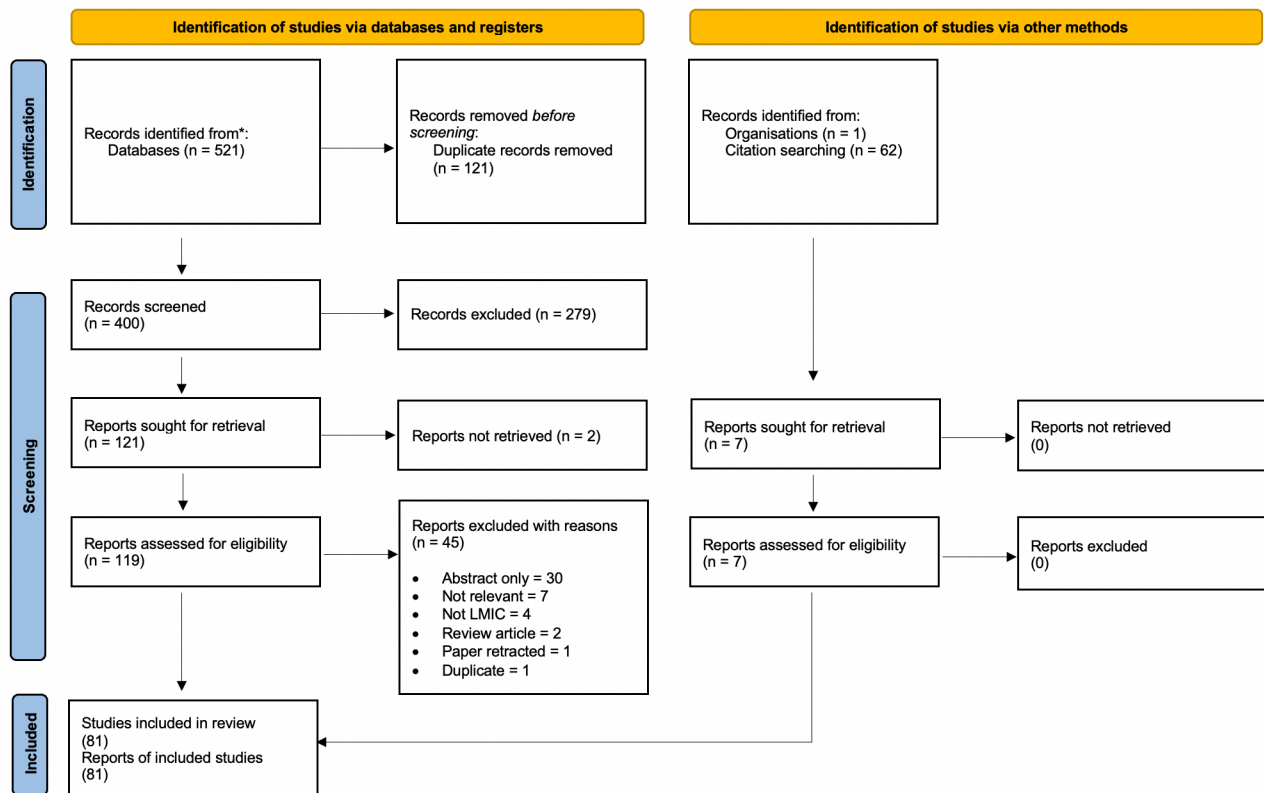 Identification of studies via databases and registers
Identification of studies via other methods
Identification
Records identified from*:
Databases (n = 521)
Records removed before
screening:
Duplicate records removed
(n = 121)
Records identified from:
Organisations (n = 1)
Citation searching (n = 62)
Screening
Records screened
(n = 400)
Records excluded (n = 279)
Reports sought for retrieval
(n = 121)
Reports not retrieved (n = 2)
Reports sought for retrieval
(n = 7)
Reports not retrieved
(0)
Reports assessed for eligibility
(n = 119)
Reports excluded with reasons
(n = 45)
• Abstract only = 30
• Not relevant = 7
• Not LMIC = 4
• Review article = 2
• Paper retracted = 1
• Duplicate = 1
Reports assessed for eligibility
(n = 7)
Reports excluded
(0)
Included
Studies included in review
(81)
Reports of included studies
(81)